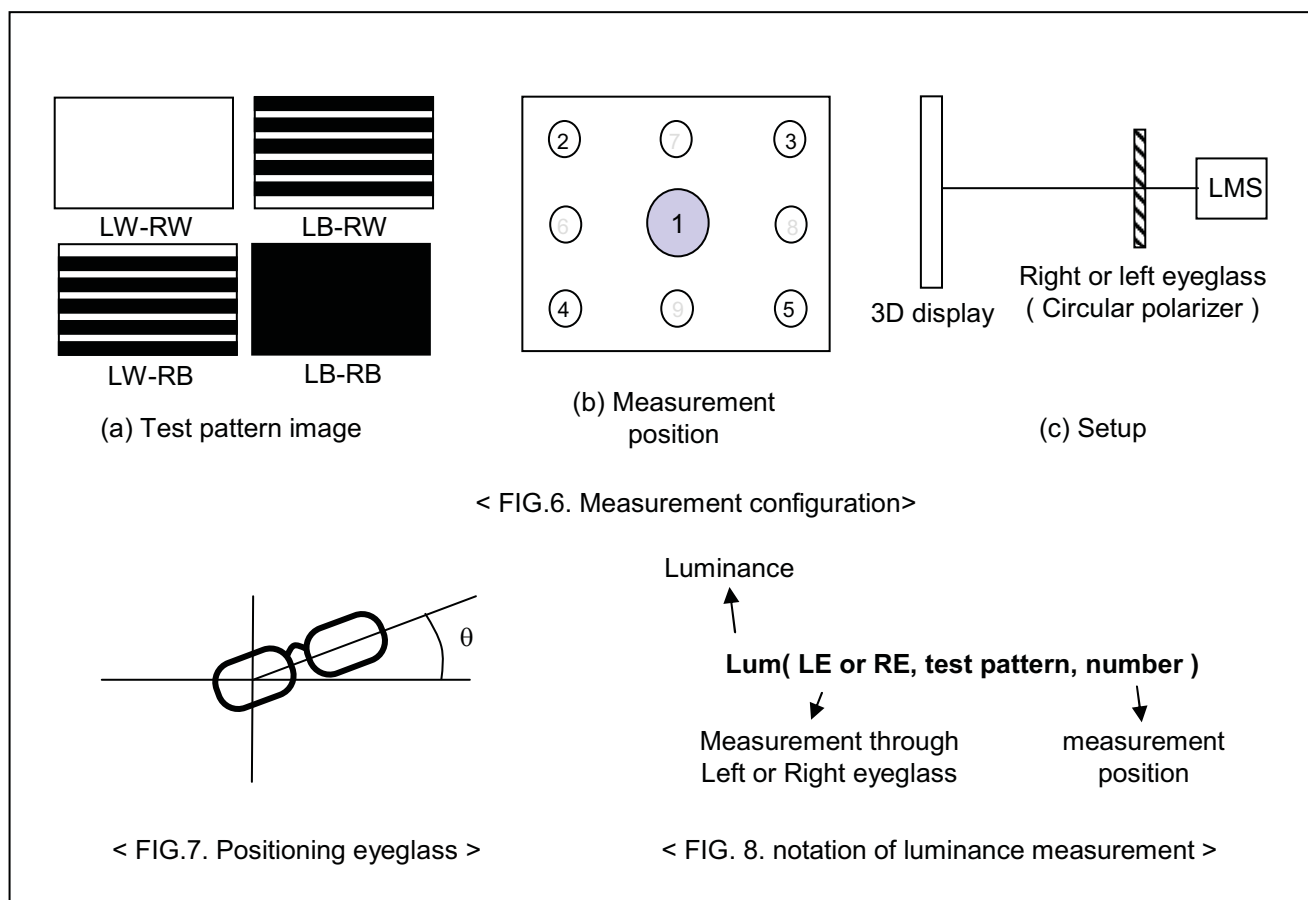 LW-RW
LB-RW
LW-RB
LB-RB
(a) Test pattern image
2
7
3
6
1
8
4
9
5
(b) Measurement
position
LMS
3D display
Right or left eyeglass
( Circular polarizer )
(c) Setup
< FIG.6. Measurement configuration>
θ
< FIG.7. Positioning eyeglass >
Luminance
Lum( LE or RE, test pattern, number )
Measurement through
Left or Right eyeglass
measurement
position
< FIG. 8. notation of luminance measurement >